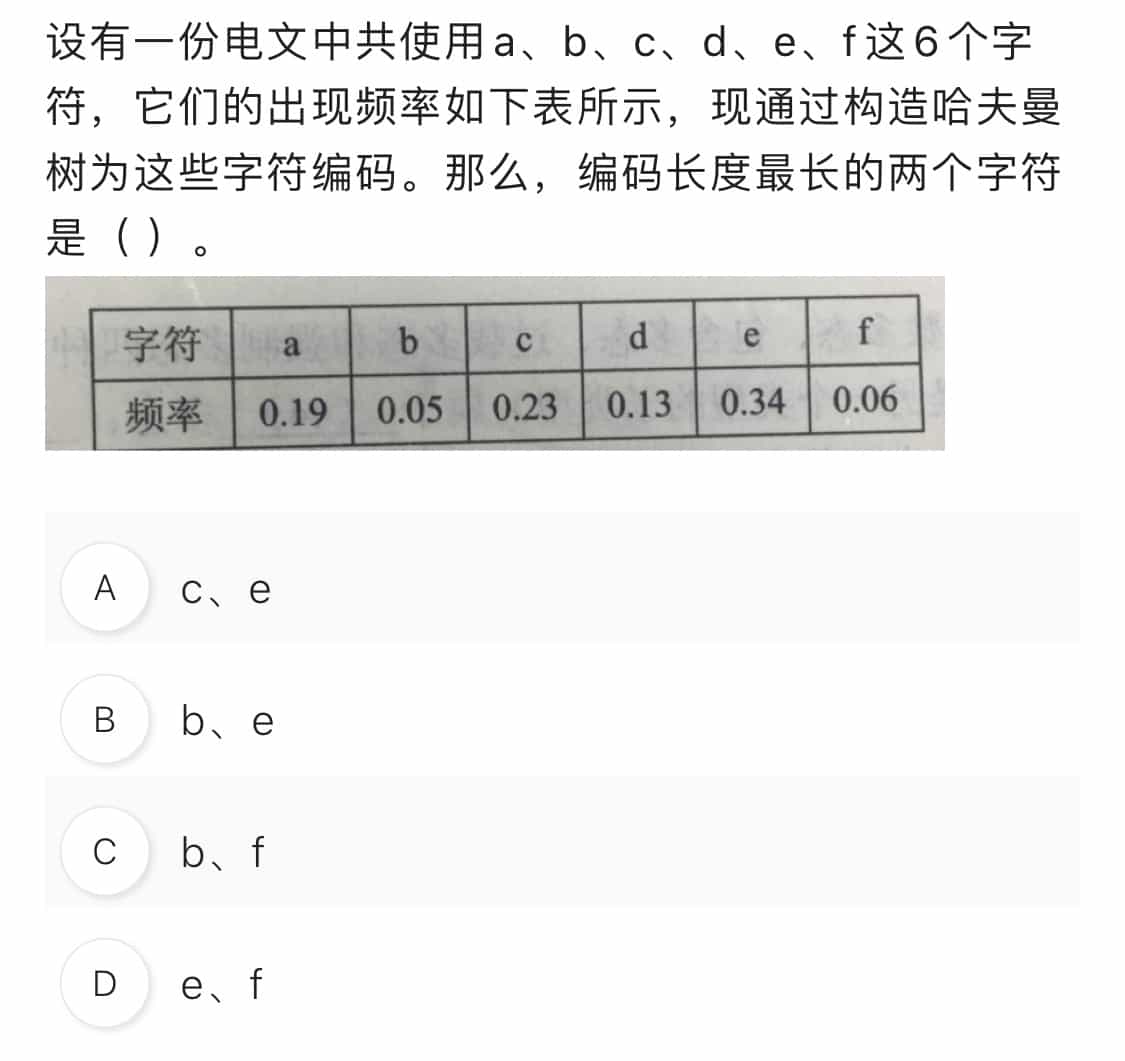 设有一份电文中共使用a、b、c、d、e、f这6个字
符，它们的出现频率如下表所示，现通过构造哈夫曼
树为这些字符编码。那么，编码长度最长的两个字符
是（）。
字符 a b c d e f
频率 0.19 0.05 0.23 0.13 0.34 0.06
A c、e
B b、e
C b、f
D e、f